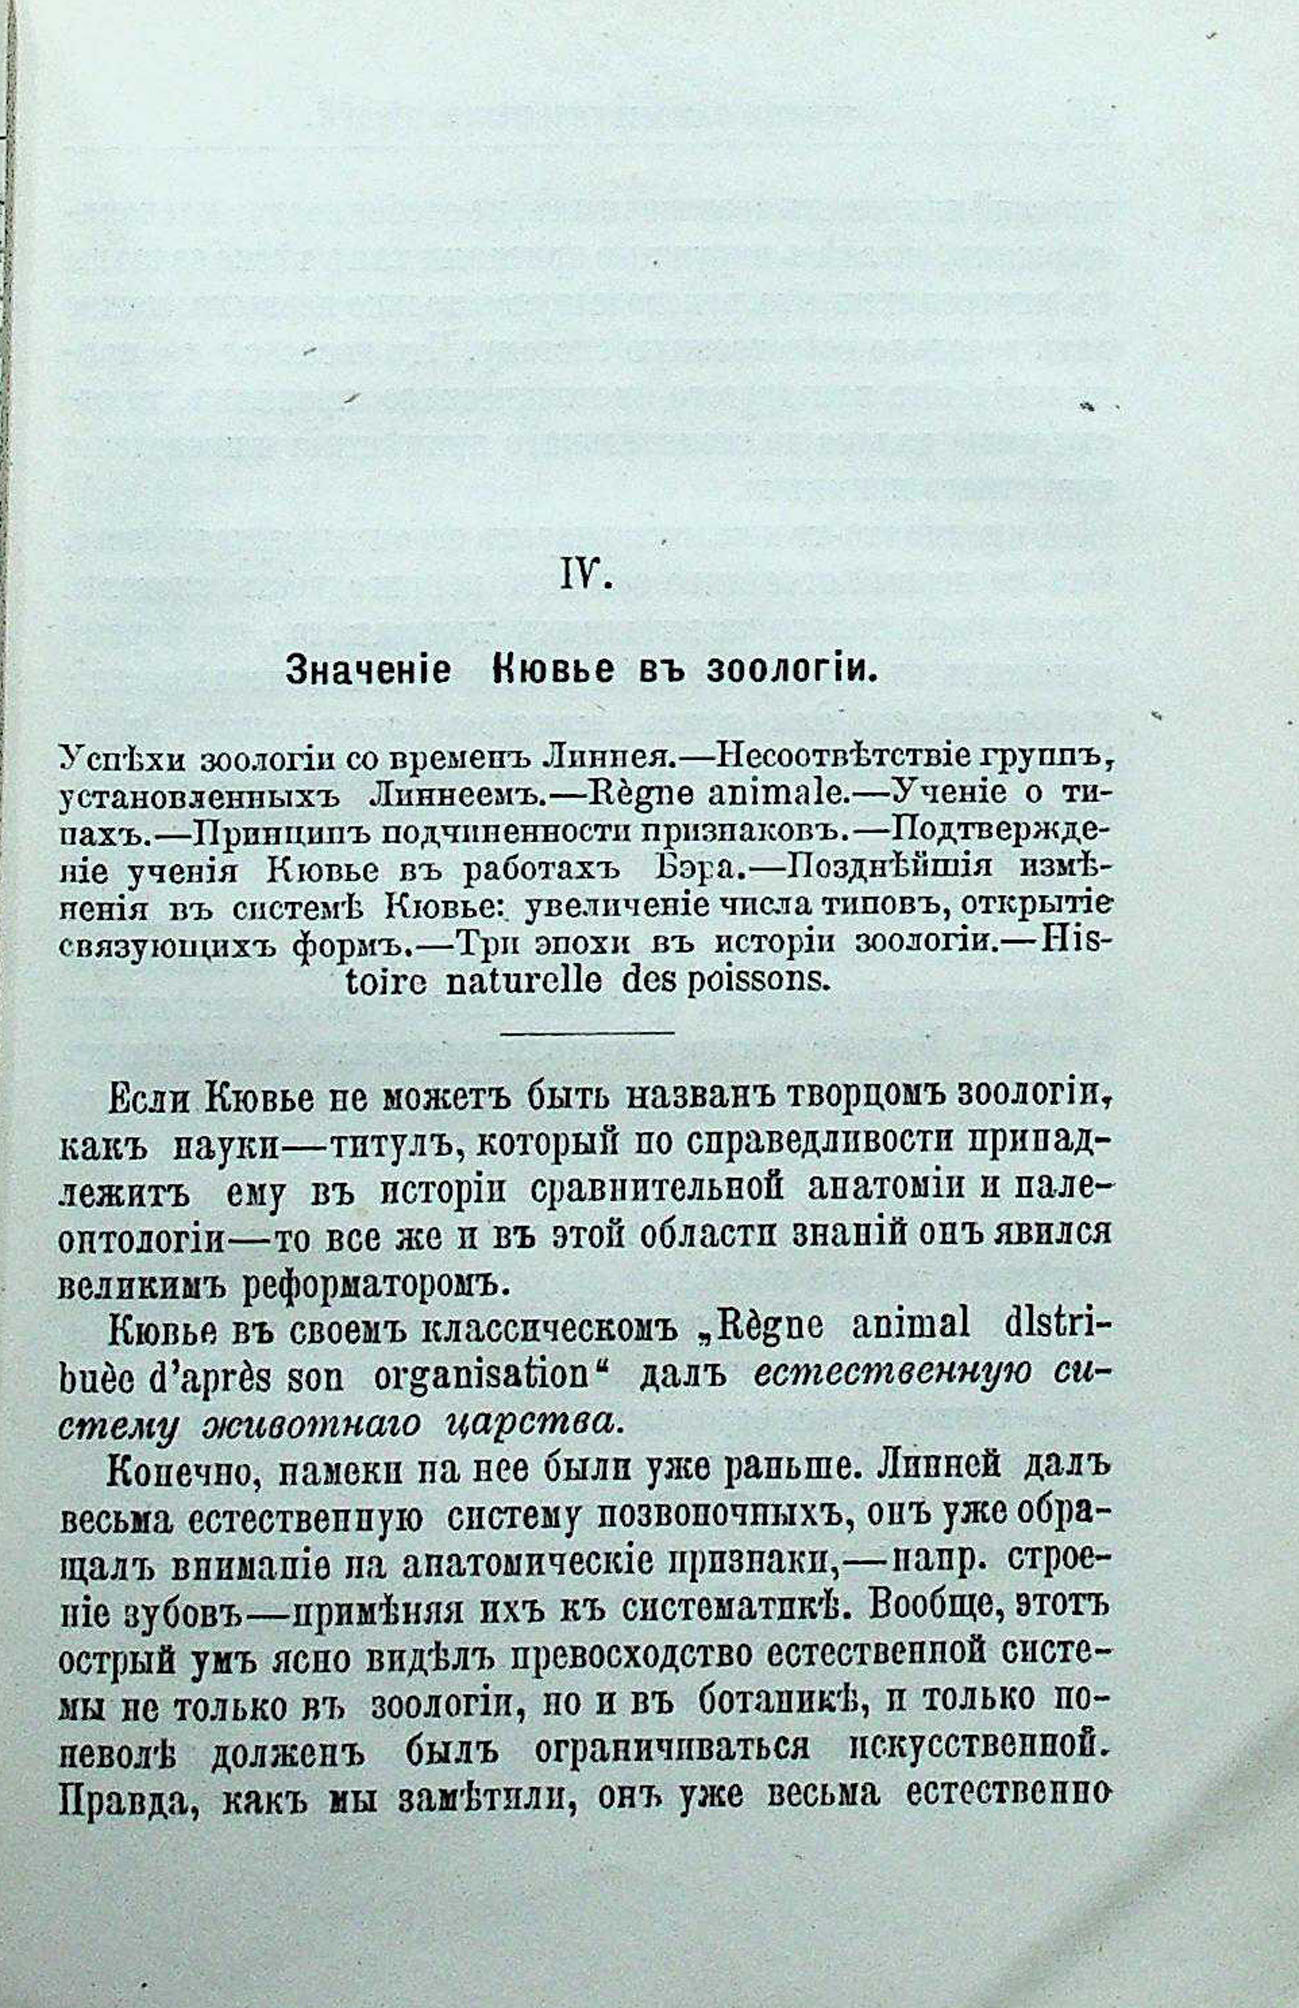 IV.
Значеніе Кювье въ зоологіи.
Успѣхи зоологіи со временъ Линнея.—Несоотвѣтствіе группъ,
установленныхъ Линнеемъ.—Règne animale.—Ученіе о ти-
пахъ.—Принципъ подчиненности признаковъ.—Подтвержде-
ніе ученія Кювье въ работахъ Бэра.—Позднѣйшія измѣ-
ненія въ системѣ Кювье: увеличеніе числа типовъ, открытіе
связующихъ формъ.—Три эпохи въ исторіи зоологіи.—His-
toire naturelle des poissons.
Если Кювье не можетъ быть названъ творцомъ зоологіи,
какъ науки—титулъ, который по справедливости принад-
лежитъ ему въ исторіи сравнительной анатоміи и пале-
онтологіи—то все же и въ этой области знаній онъ явился
великимъ реформаторомъ.
Кювье въ своемъ классическомъ „Règne animal distri-
buèe d’après son organisation“ далъ естественную си-
стему животнаго царства.
Конечно, намеки на нее были уже раньше. Линней далъ
весьма естественную систему позвоночныхъ, онъ уже обра-
щалъ вниманіе на анатомическіе признаки,—напр. строе-
ніе зубовъ—примѣняя ихъ къ систематикѣ. Вообще, этотъ
острый умъ ясно видѣлъ превосходство естественной систе-
мы не только въ зоологіи, но и въ ботаникѣ, и только по-
неволѣ долженъ былъ ограничиваться искусственной.
Правда, какъ мы замѣтили, онъ уже весьма естественно